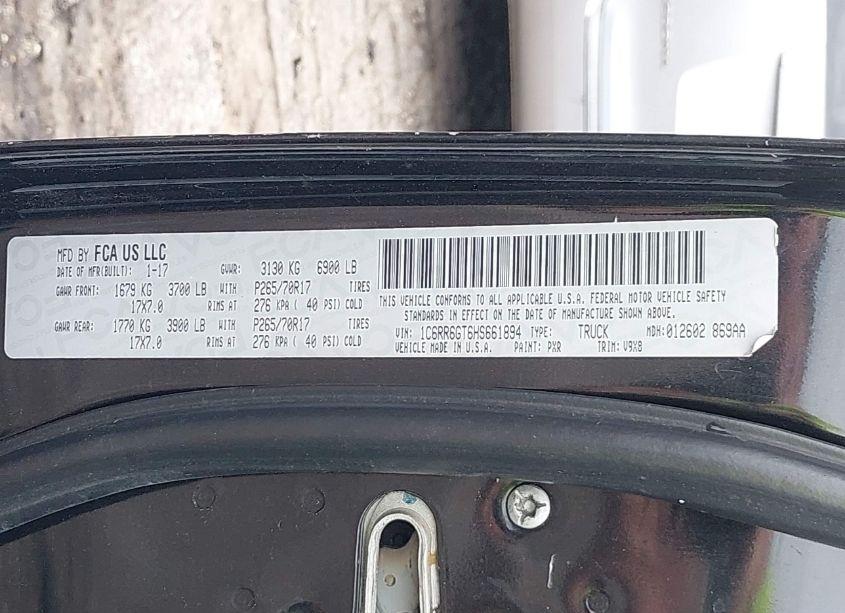 MFD BY FCA US LLC
DATE OF MFR(BUILT): 1-17 GVWR: 3130 KG 6900 LB
GAWR FRONT: 1679 KG 3700 LB WITH P265/70R17 TIRES
17X7.0 RIMS AT 276 KPA ( 40 PSI) COLD
GAWR REAR: 1770 KG 3900 LB WITH P265/70R17 TIRES
17X7.0 RIMS AT 276 KPA ( 40 PSI) COLD
THIS VEHICLE CONFORMS TO ALL APPLICABLE U.S.A. FEDERAL MOTOR VEHICLE SAFETY
STANDARDS IN EFFECT ON THE DATE OF MANUFACTURE SHOWN ABOVE.
VIN: 1C6RR6GT6HS661894 TYPE: TRUCK MDH: 012602 869AA
VEHICLE MADE IN U.S.A. PAINT: PXR TRIM: V9X8